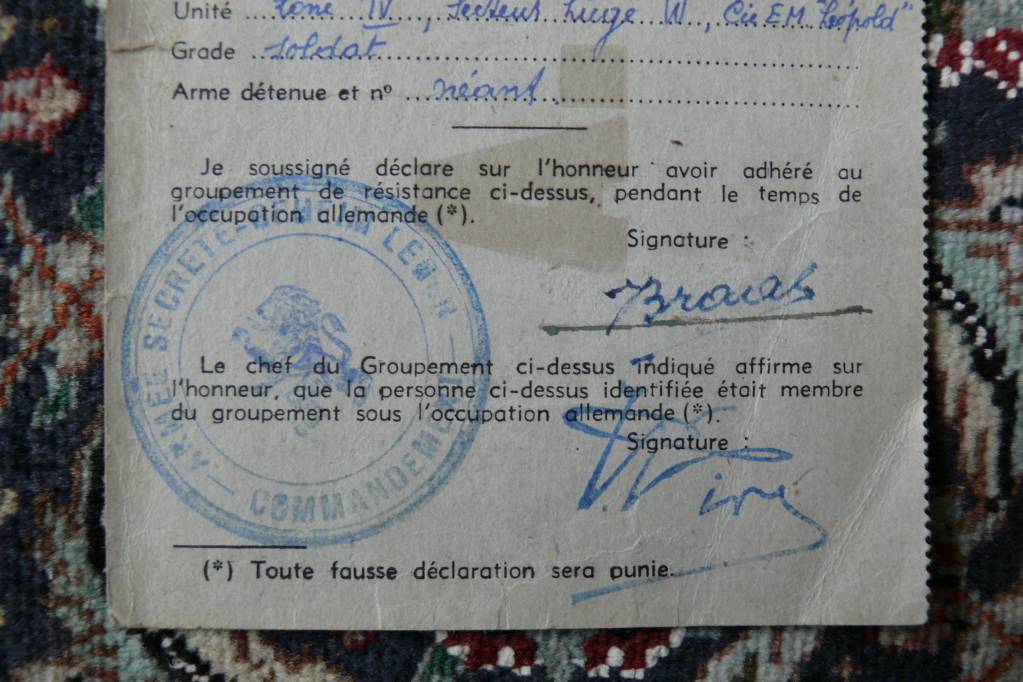 Unité Zone IV, Secteur Liège W, Cie EM "Léopold"
Grade Soldat
Arme détenue et nº néant
Je soussigné déclare sur l'honneur avoir adhéré au
groupement de résistance ci-dessus, pendant le temps de
l'occupation allemande (*).
Signature :
Le chef du Groupement ci-dessus indiqué affirme sur
l'honneur, que la personne ci-dessus identifiée était membre
du groupement sous l'occupation allemande (*).
Signature :
ARMÉE SECRÈTE
COMMANDEMENT
(*) Toute fausse déclaration sera punie.